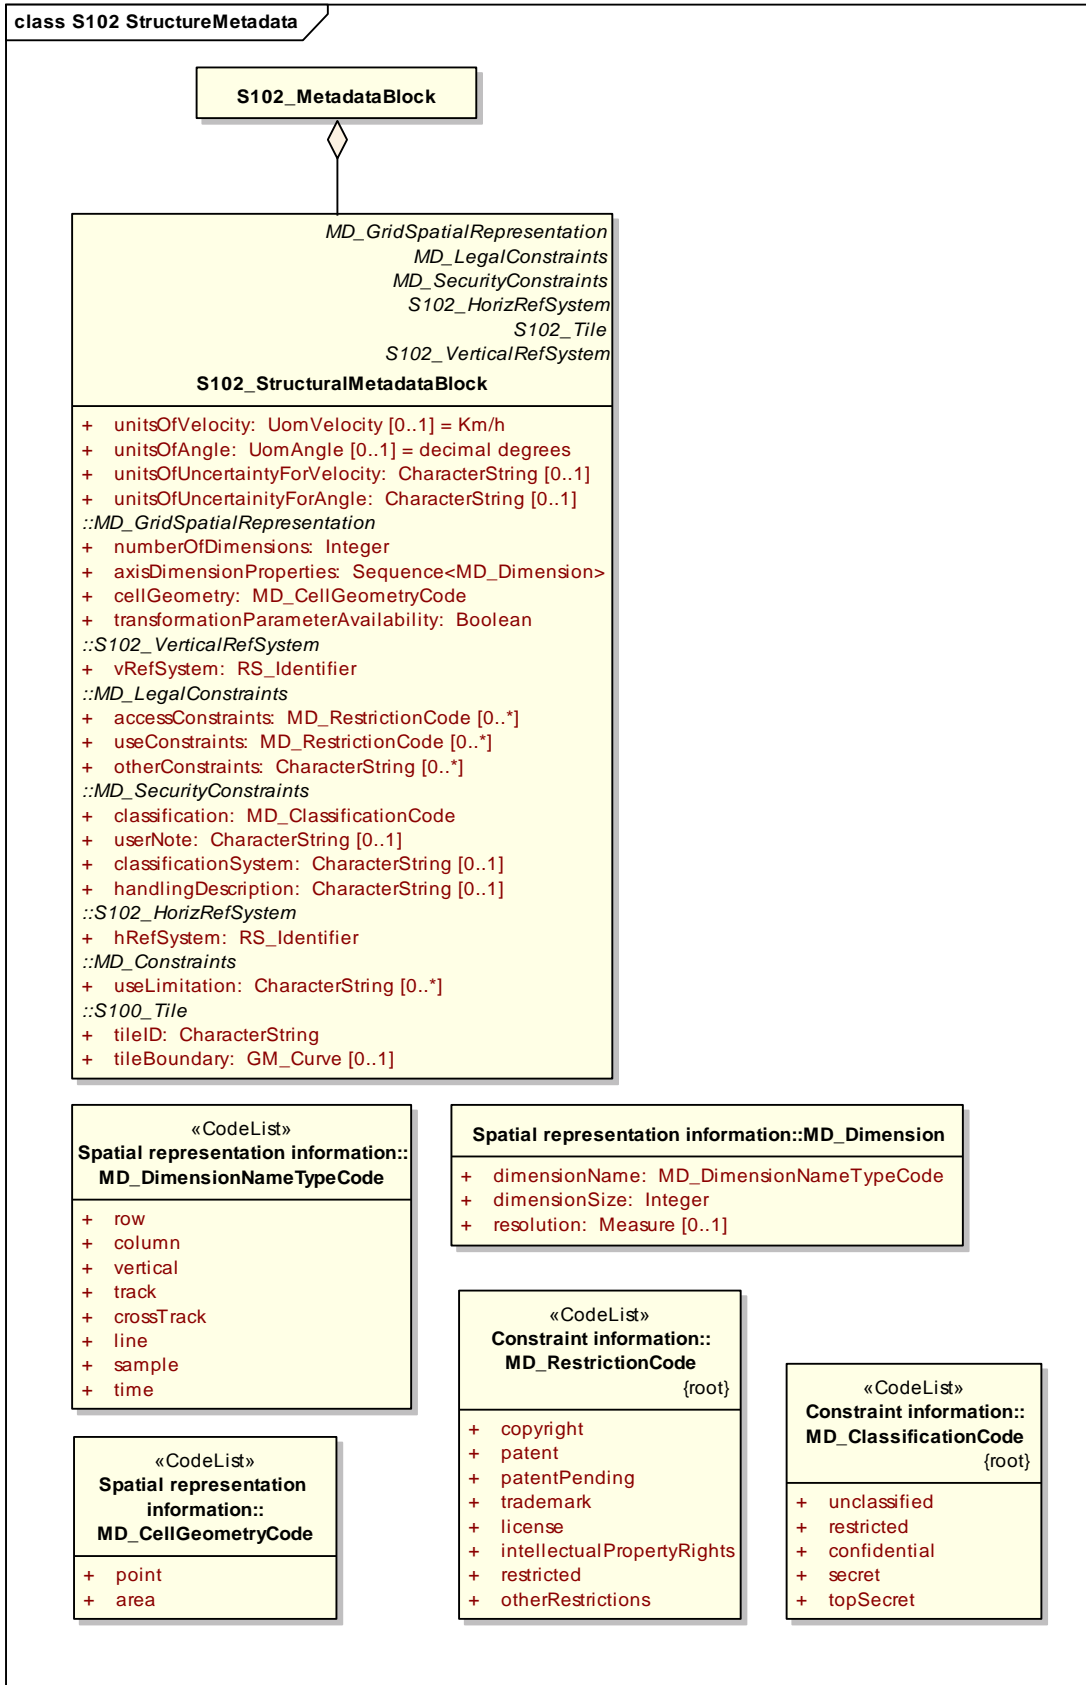 class S102 StructureMetadata
S102_MetadataBlock
MD_GridSpatialRepresentation
MD_LegalConstraints
MD_SecurityConstraints
S102_HorizRefSystem
S102_Tile
S102_VerticalRefSystem
S102_StructuralMetadataBlock
+ unitsOfVelocity: UomVelocity [0..1] = Km/h
+ unitsOfAngle: UomAngle [0..1] = decimal degrees
+ unitsOfUncertaintyForVelocity: CharacterString [0..1]
+ unitsOfUncertainityForAngle: CharacterString [0..1]
::MD_GridSpatialRepresentation
+ numberOfDimensions: Integer
+ axisDimensionProperties: Sequence<MD_Dimension>
+ cellGeometry: MD_CellGeometryCode
+ transformationParameterAvailability: Boolean
::S102_VerticalRefSystem
+ vRefSystem: RS_Identifier
::MD_LegalConstraints
+ accessConstraints: MD_RestrictionCode [0..*]
+ useConstraints: MD_RestrictionCode [0..*]
+ otherConstraints: CharacterString [0..*]
::MD_SecurityConstraints
+ classification: MD_ClassificationCode
+ userNote: CharacterString [0..1]
+ classificationSystem: CharacterString [0..1]
+ handlingDescription: CharacterString [0..1]
::S102_HorizRefSystem
+ hRefSystem: RS_Identifier
::MD_Constraints
+ useLimitation: CharacterString [0..*]
::S100_Tile
+ tileID: CharacterString
+ tileBoundary: GM_Curve [0..1]
«CodeList»
Spatial representation information::
MD_DimensionNameTypeCode
+ row
+ column
+ vertical
+ track
+ crossTrack
+ line
+ sample
+ time
Spatial representation information::MD_Dimension
+ dimensionName: MD_DimensionNameTypeCode
+ dimensionSize: Integer
+ resolution: Measure [0..1]
«CodeList»
Spatial representation
information::
MD_CellGeometryCode
+ point
+ area
«CodeList»
Constraint information::
MD_RestrictionCode
{root}
+ copyright
+ patent
+ patentPending
+ trademark
+ license
+ intellectualPropertyRights
+ restricted
+ otherRestrictions
«CodeList»
Constraint information::
MD_ClassificationCode
{root}
+ unclassified
+ restricted
+ confidential
+ secret
+ topSecret